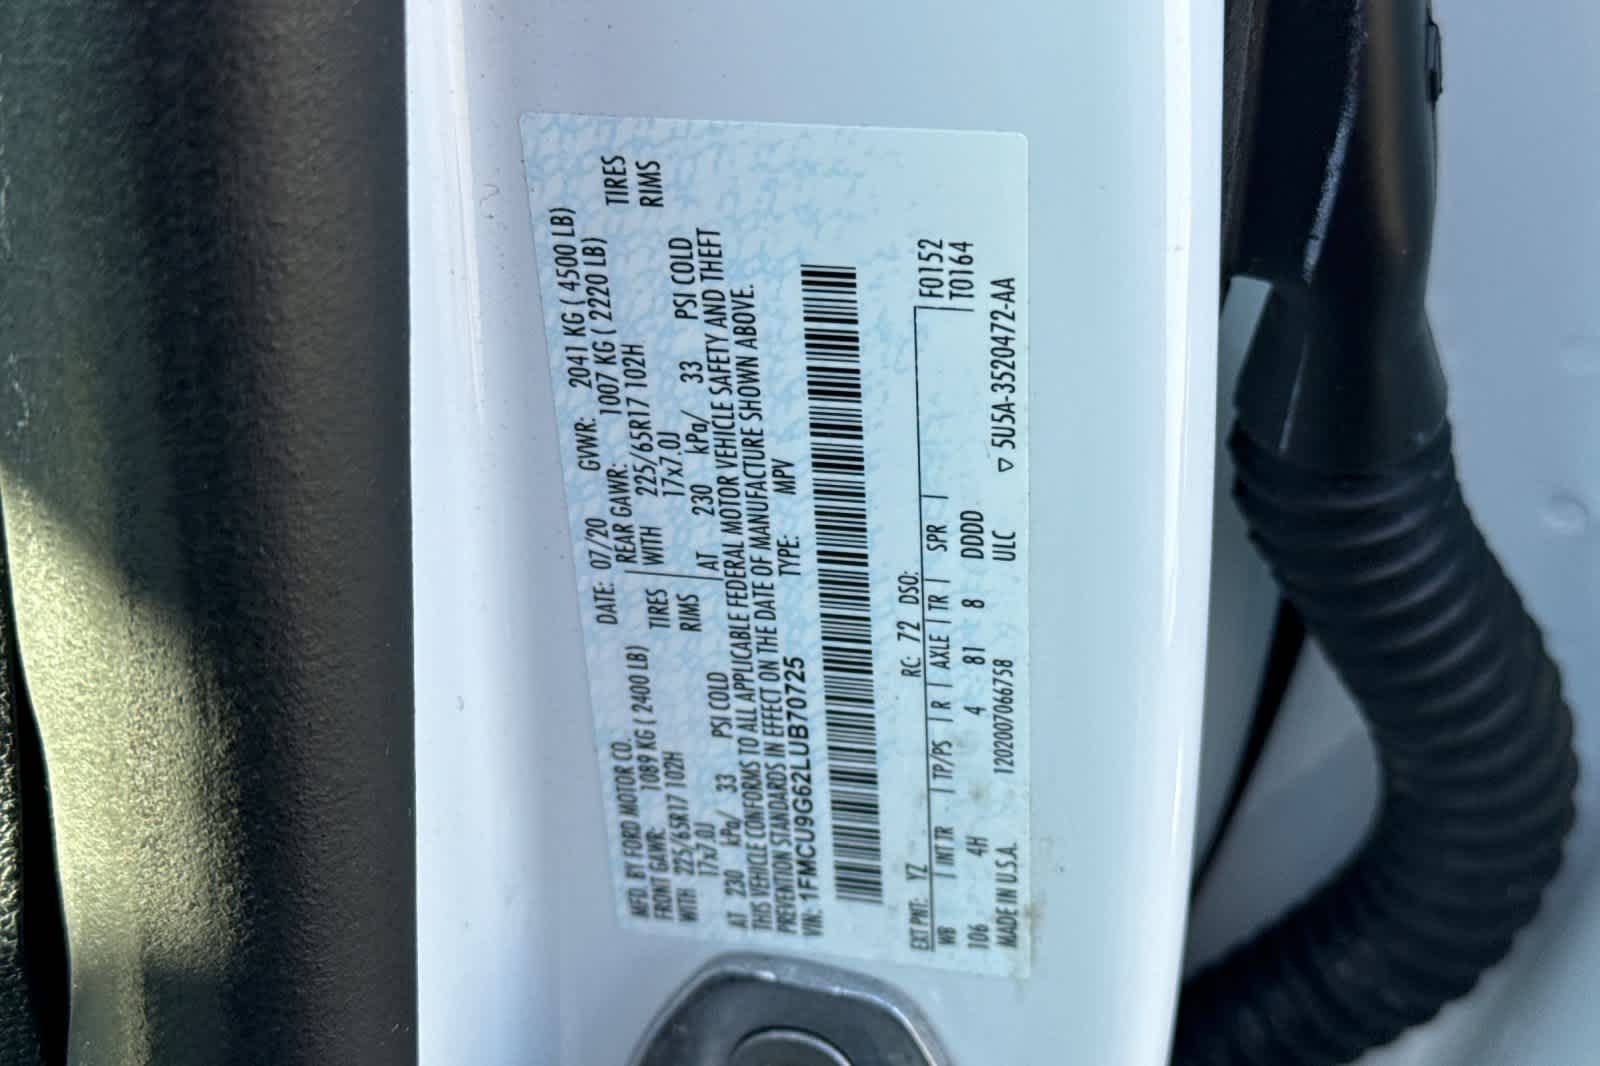 MFD. BY FORD MOTOR CO.
DATE: 07/20 GVWR: 2041 KG ( 4500 LB)
FRONT GAWR: 1089 KG ( 2400 LB) REAR GAWR: 1007 KG ( 2220 LB)
WITH 225/65R17 102H TIRES WITH 225/65R17 102H TIRES
17x7.0J RIMS 17x7.0J RIMS
AT 230 kPa/ 33 PSI COLD AT 230 kPa/ 33 PSI COLD
THIS VEHICLE CONFORMS TO ALL APPLICABLE FEDERAL MOTOR VEHICLE SAFETY AND THEFT
PREVENTION STANDARDS IN EFFECT ON THE DATE OF MANUFACTURE SHOWN ABOVE.
VIN: 1FMCU9G62LUB70725 TYPE: MPV
EXT PNT: YZ RC: 72 DSO: F0152
WB INT TR TP/PS R AXLE TR SPR T0164
106 4H 4 81 8 DDDD
MADE IN U.S.A. 1202007066758 ULC ▽ 5U5A-3520472-AA